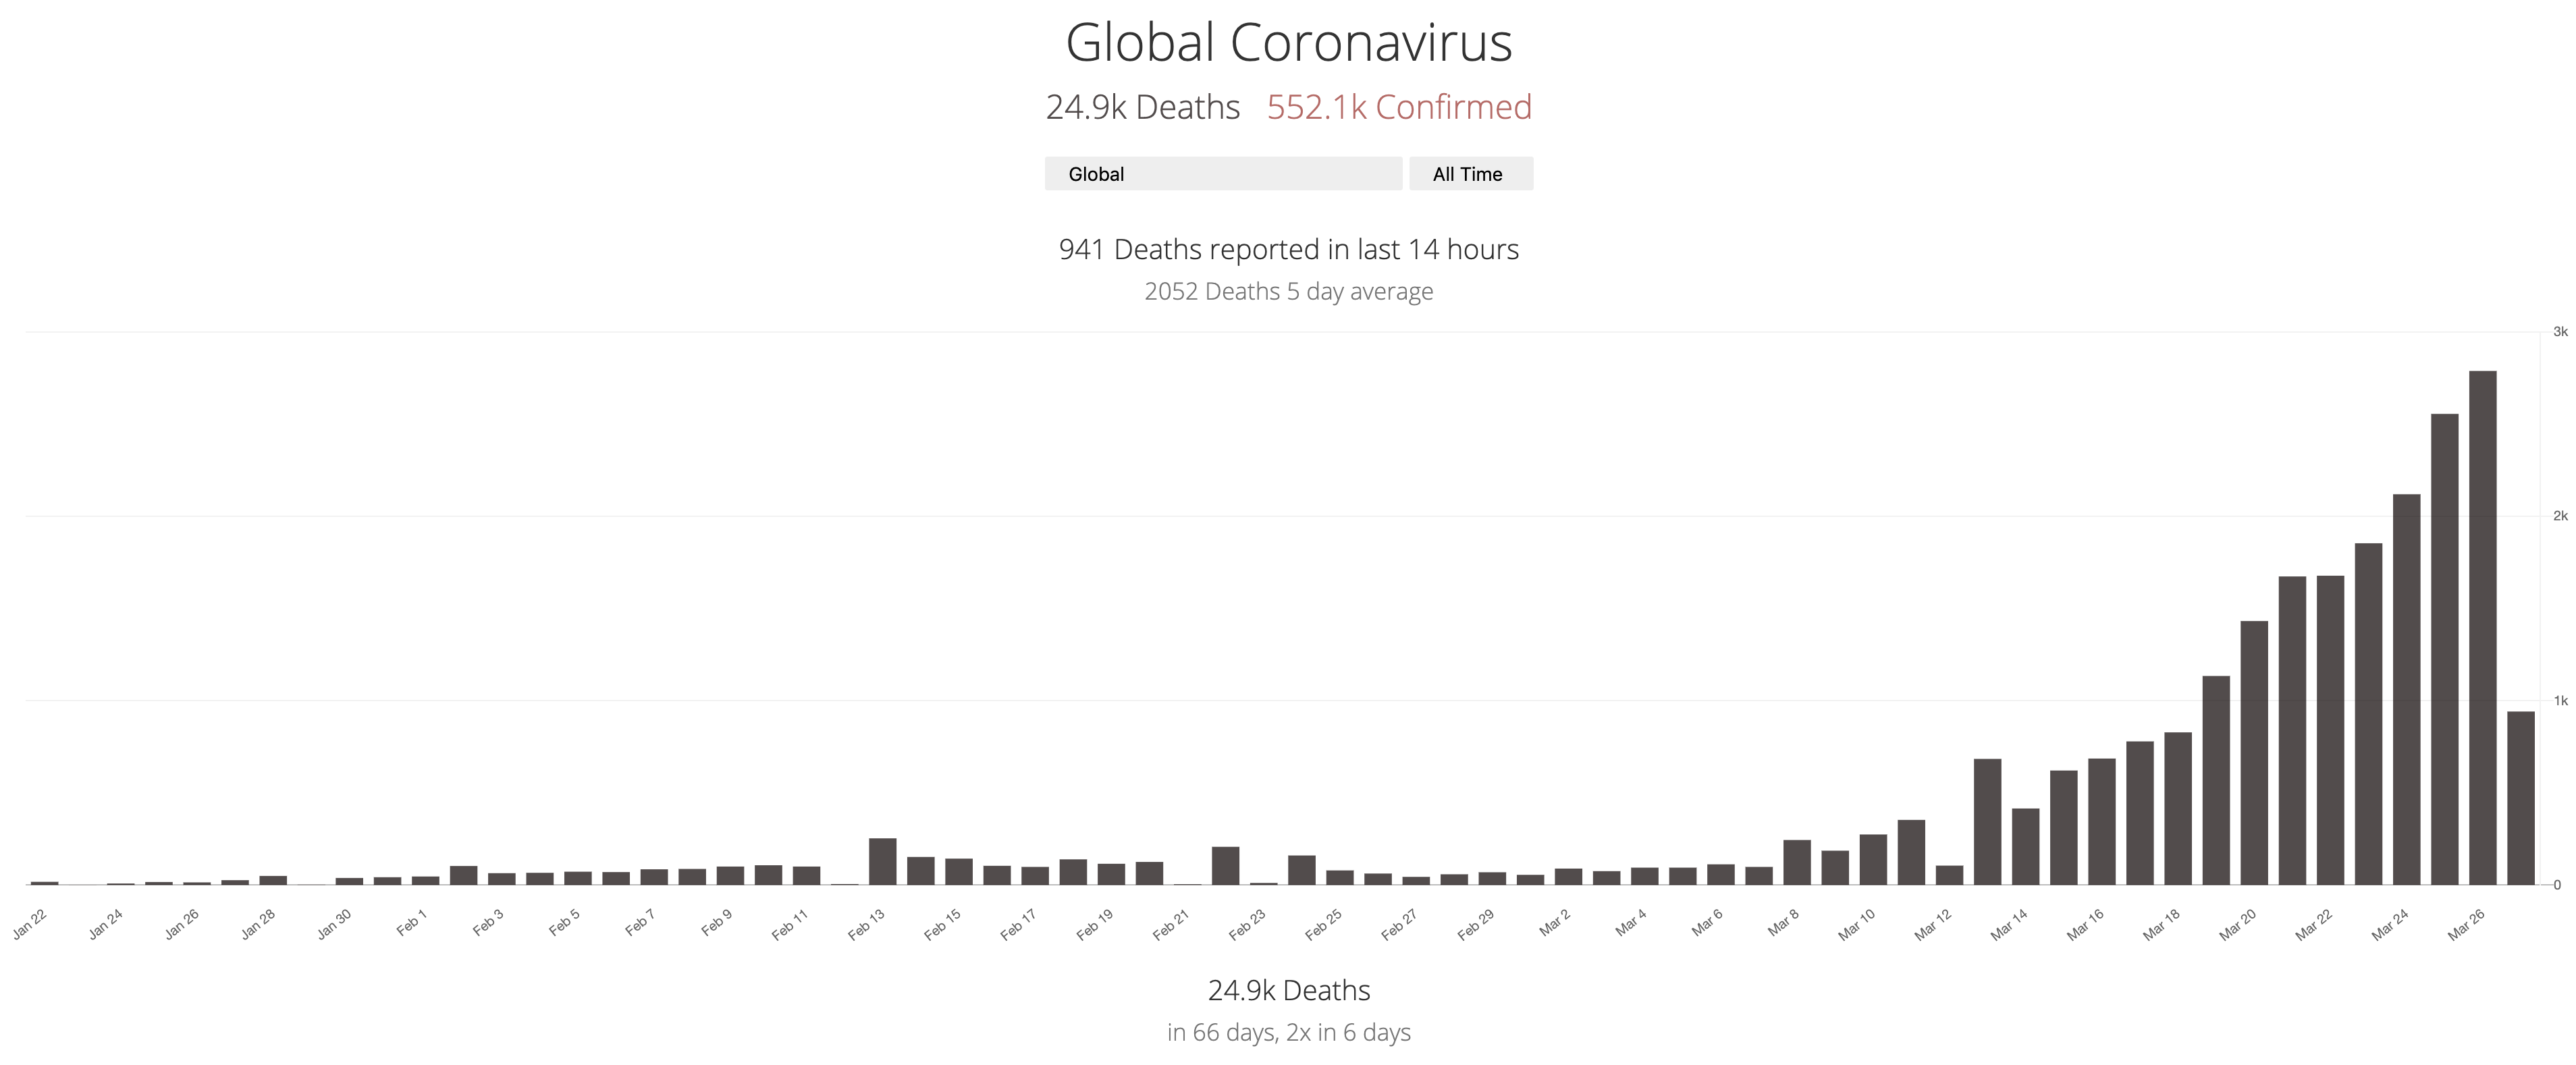 Global Coronavirus
24.9k Deaths 552.1k Confirmed
Global All Time
941 Deaths reported in last 14 hours
2052 Deaths 5 day average
3k
2k
1k
0
Jan 22 Jan 24 Jan 26 Jan 28 Jan 30 Feb 1 Feb 3 Feb 5 Feb 7 Feb 9 Feb 11 Feb 13 Feb 15 Feb 17 Feb 19 Feb 21 Feb 23 Feb 25 Feb 27 Feb 29 Mar 2 Mar 4 Mar 6 Mar 8 Mar 10 Mar 12 Mar 14 Mar 16 Mar 18 Mar 20 Mar 22 Mar 24 Mar 26
24.9k Deaths
in 66 days, 2x in 6 days